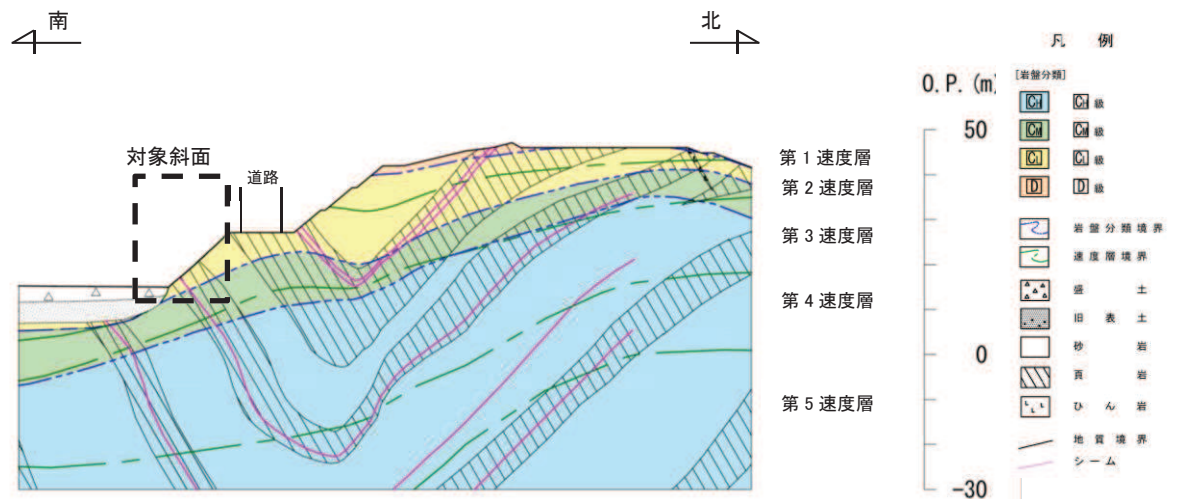 南
北
対象斜面
道路
第1速度層
第2速度層
第3速度層
第4速度層
第5速度層
O.P.(m)
50
0
-30
凡 例
[岩盤分類]
CH CH 級
CM CM 級
CL CL 級
D D 級
岩盤分類境界
速度層境界
盛 土
旧 表 土
砂 岩
頁 岩
ひ ん 岩
地質境界
シーム